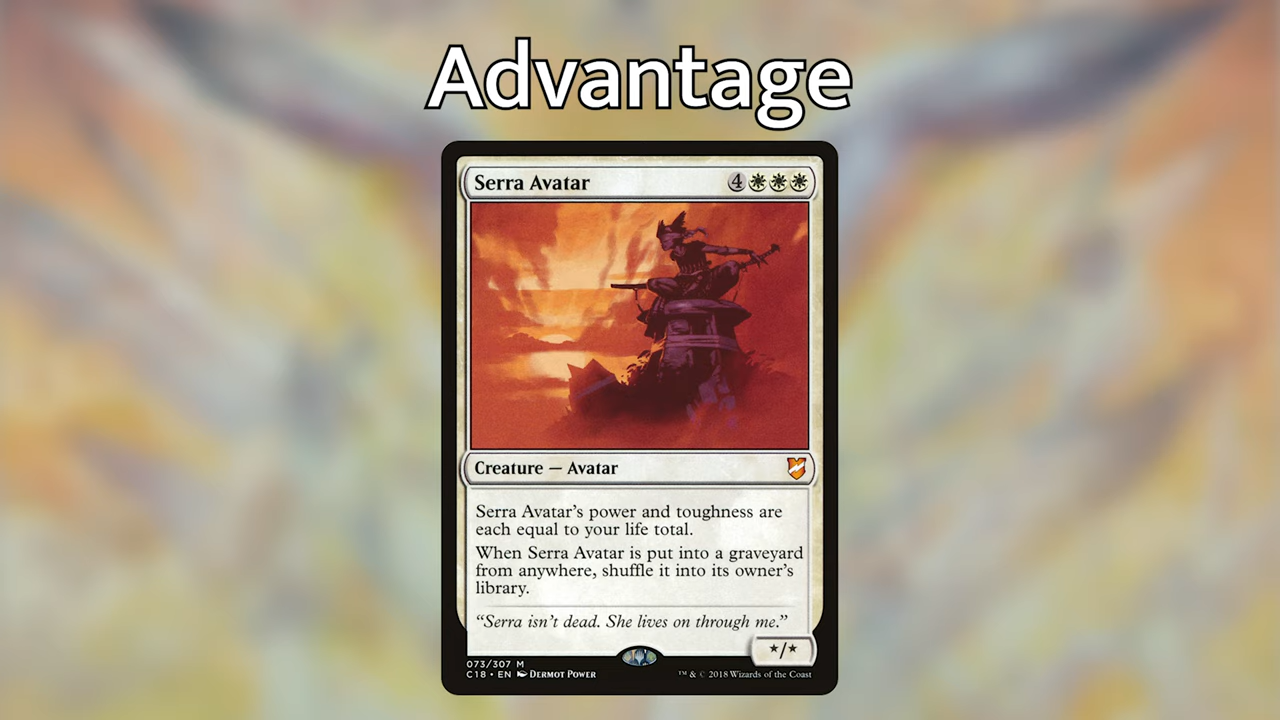 Advantage
Serra Avatar 4
Creature — Avatar
Serra Avatar's power and toughness are
each equal to your life total.
When Serra Avatar is put into a graveyard
from anywhere, shuffle it into its owner's
library.
"Serra isn't dead. She lives on through me."
*/*
073/307 M
C18 • EN Dermot Power
™ & © 2018 Wizards of the Coast